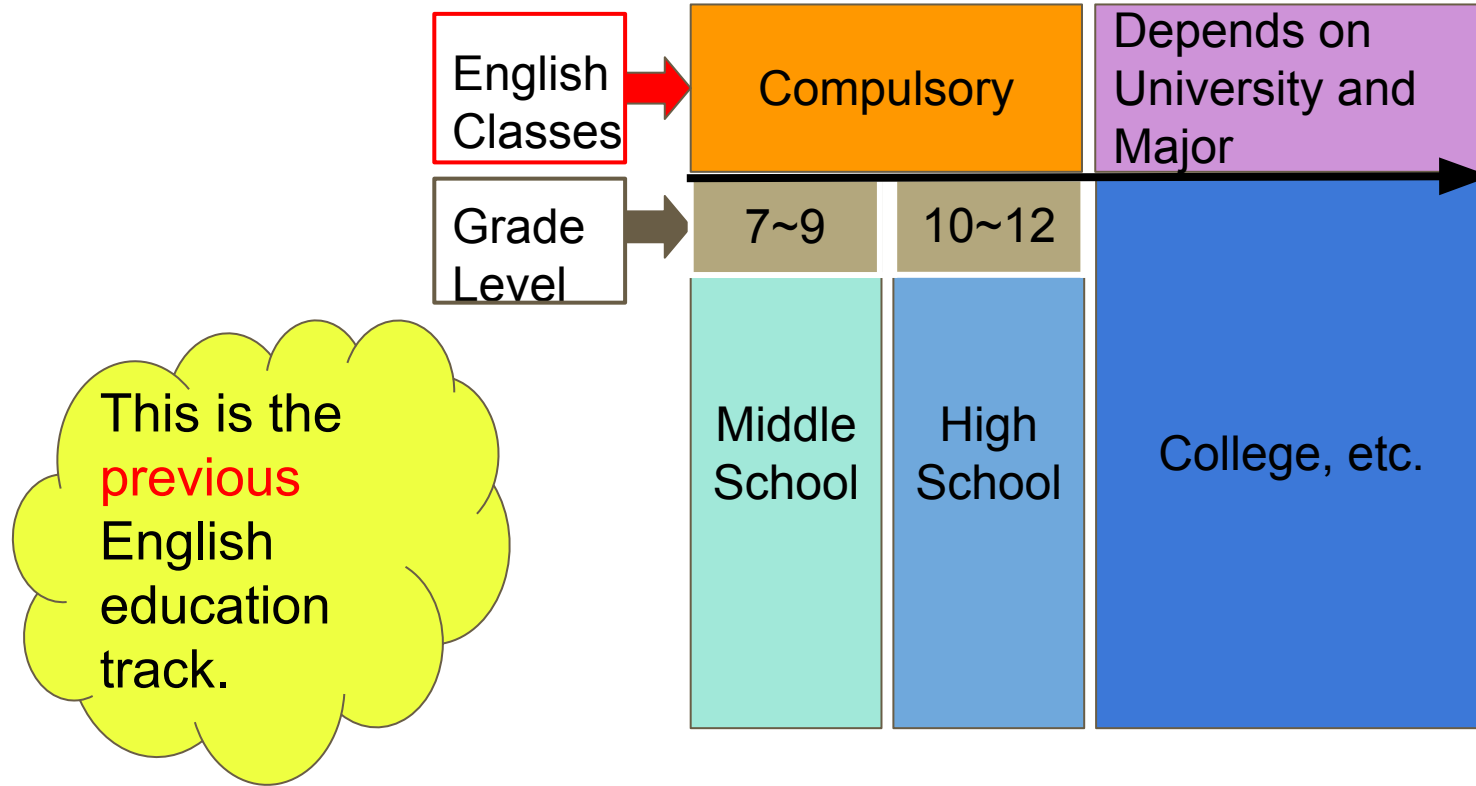 English
Classes
Compulsory
Depends on
University and
Major
Grade
Level
7~9
10~12
This is the
previous
English
education
track.
Middle
School
High
School
College, etc.